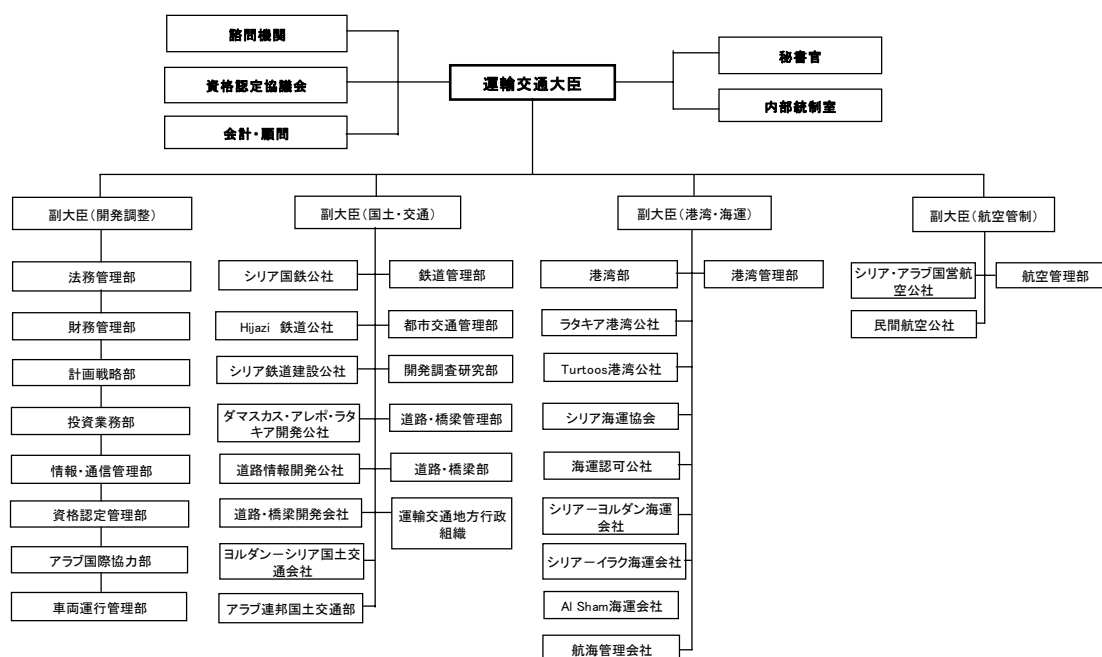 諮問機関
資格認定協議会
会計・顧問
運輸交通大臣
秘書官
内部統制室
副大臣(開発調整)
法務管理部
財務管理部
計画戦略部
投資業務部
情報・通信管理部
資格認定管理部
アラブ国際協力部
車両運行管理部
副大臣(国土・交通)
シリア国鉄公社
鉄道管理部
Hijazi 鉄道公社
都市交通管理部
シリア鉄道建設公社
開発調査研究部
ダマスカス・アレポ・ラタ
キア開発公社
道路・橋梁管理部
道路情報開発公社
道路・橋梁部
道路・橋梁開発会社
運輸交通地方行政
組織
ヨルダンーシリア国土交
通会社
アラブ連邦国土交通部
副大臣(港湾・海運)
港湾部
港湾管理部
ラタキア港湾公社
Turtoos港湾公社
シリア海運協会
海運認可公社
シリアーヨルダン海運
会社
シリアーイラク海運会社
Al Sham海運会社
航海管理会社
副大臣(航空管制)
シリア・アラブ国営航
空公社
航空管理部
民間航空公社